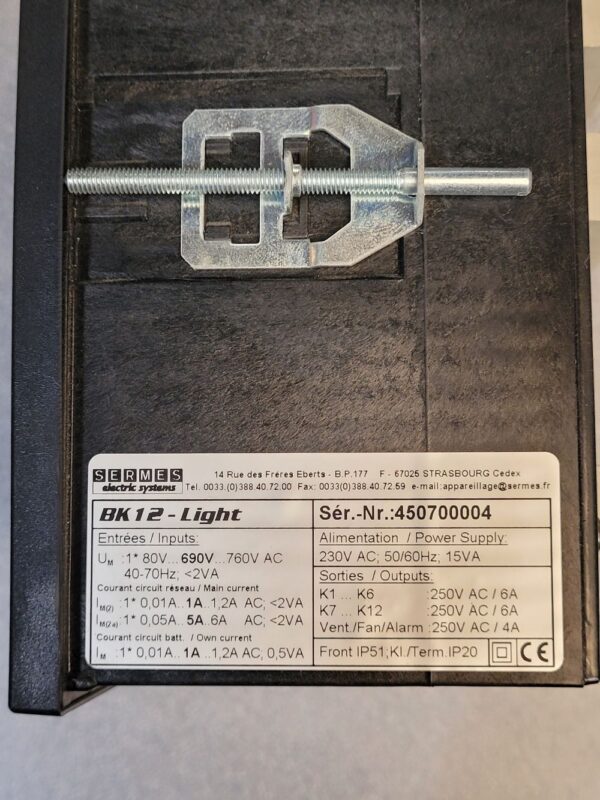 SERMES
electric systems
14 Rue des Fréres Eberts - B.P.177 F - 67025 STRASBOURG Cedex
Tel. 0033.(0)388.40.72.00 Fax: 0033(0)388.40.72.59 e-mail:appareillage@sermes.fr
BK12 - Light
Sér.-Nr.:450700004
Entrées / Inputs:
UM :1* 80V...690V...760V AC
40-70Hz; <2VA
Courant circuit réseau / Main current
IM(2) :1* 0,01A..1A..1,2A AC; <2VA
IM(2-e) :1* 0,05A..5A..6A AC; <2VA
Courant circuit batt. / Own current
IM :1* 0,01A..1A ..1,2A AC; 0,5VA
Alimentation / Power Supply:
230V AC; 50/60Hz, 15VA
Sorties / Outputs:
K1 ... K6 :250V AC / 6A
K7 ... K12 :250V AC / 6A
Vent./Fan/Alarm :250V AC / 4A
Front IP51;Kl./Term.IP20 CE